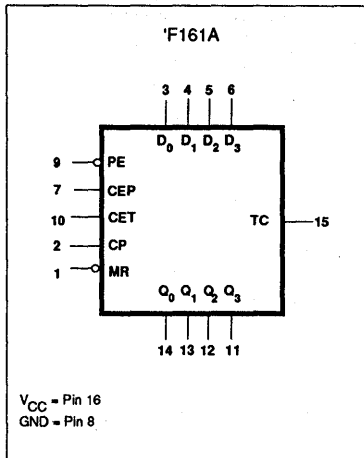 'F161A
3 4 5 6
D0 D1 D2 D3
9 PE
7 CEP
10 CET
TC 15
2 CP
1 MR
Q0 Q1 Q2 Q3
14 13 12 11
VCC = Pin 16
GND = Pin 8